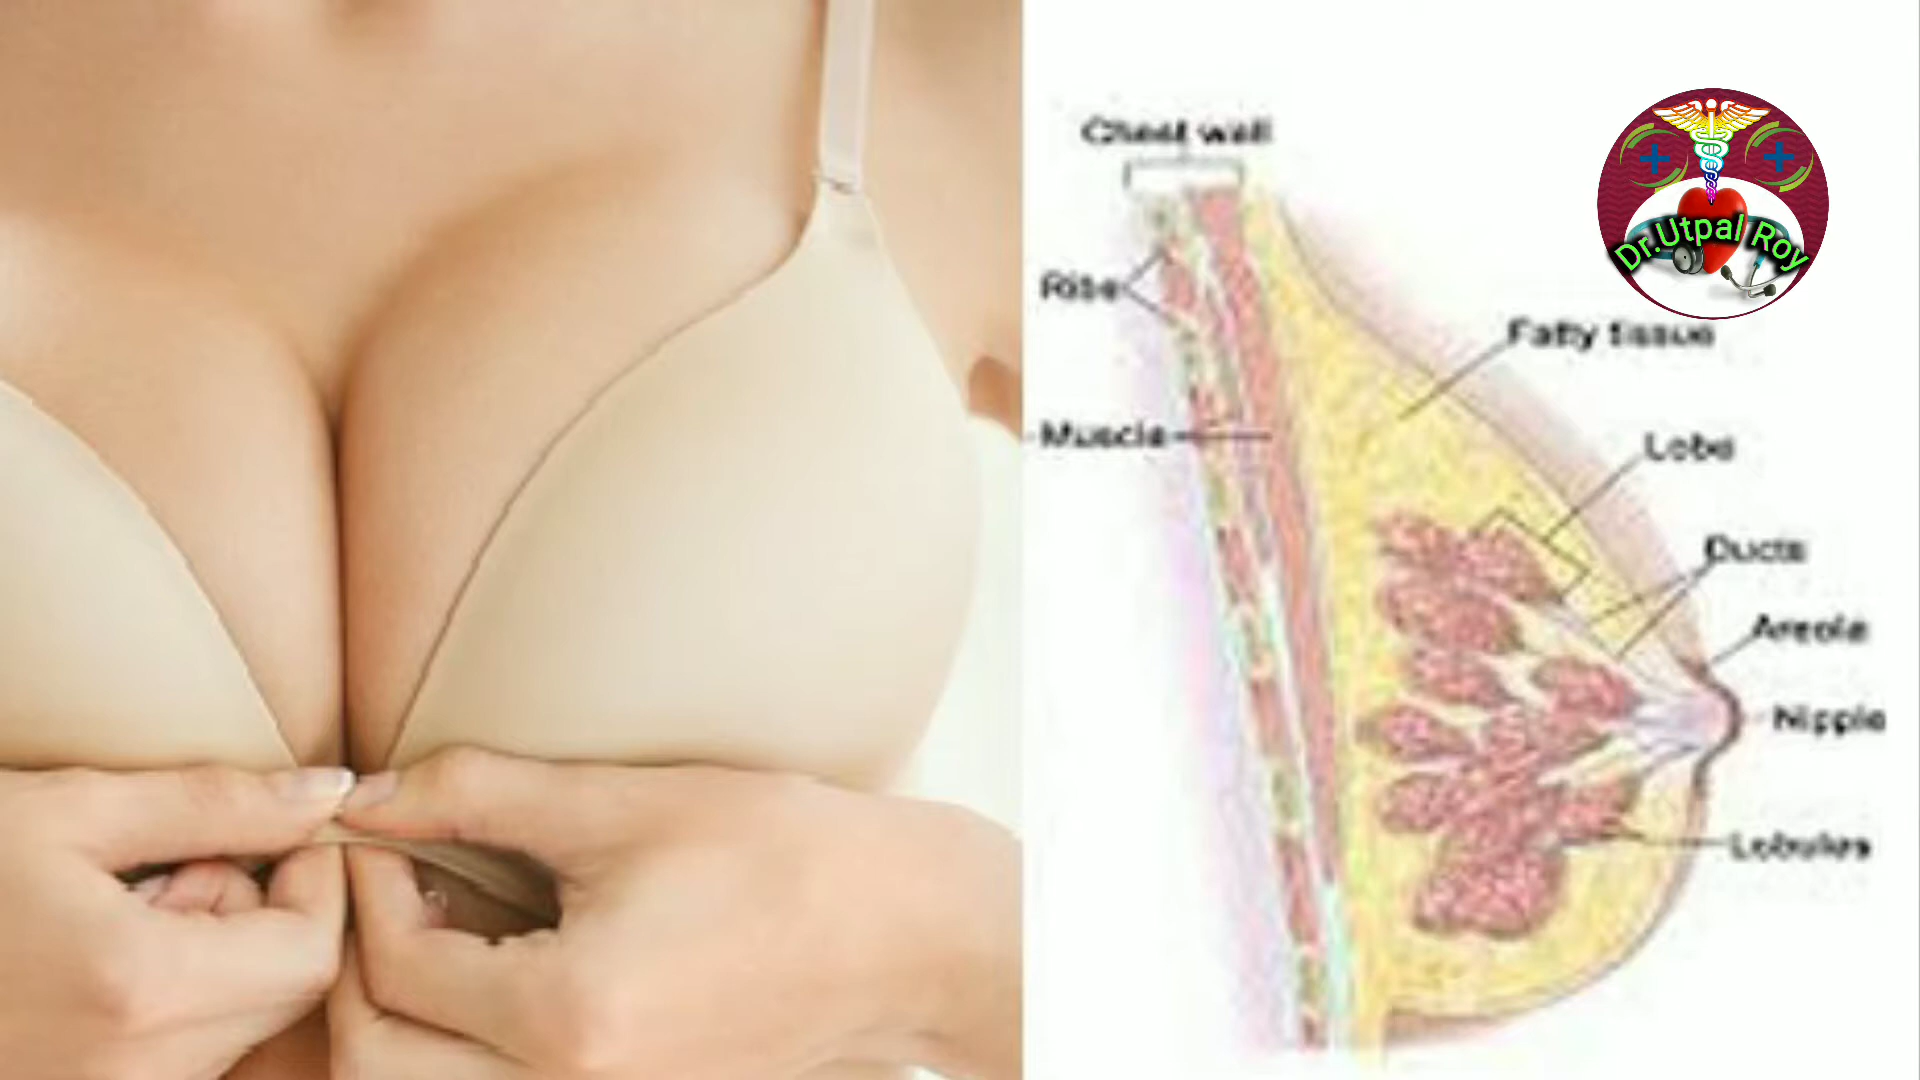 Chest wall
Dr.Utpal Roy
Ribs
Fatty tissue
Muscle
Lobe
Ducts
Areola
Nipple
Lobules